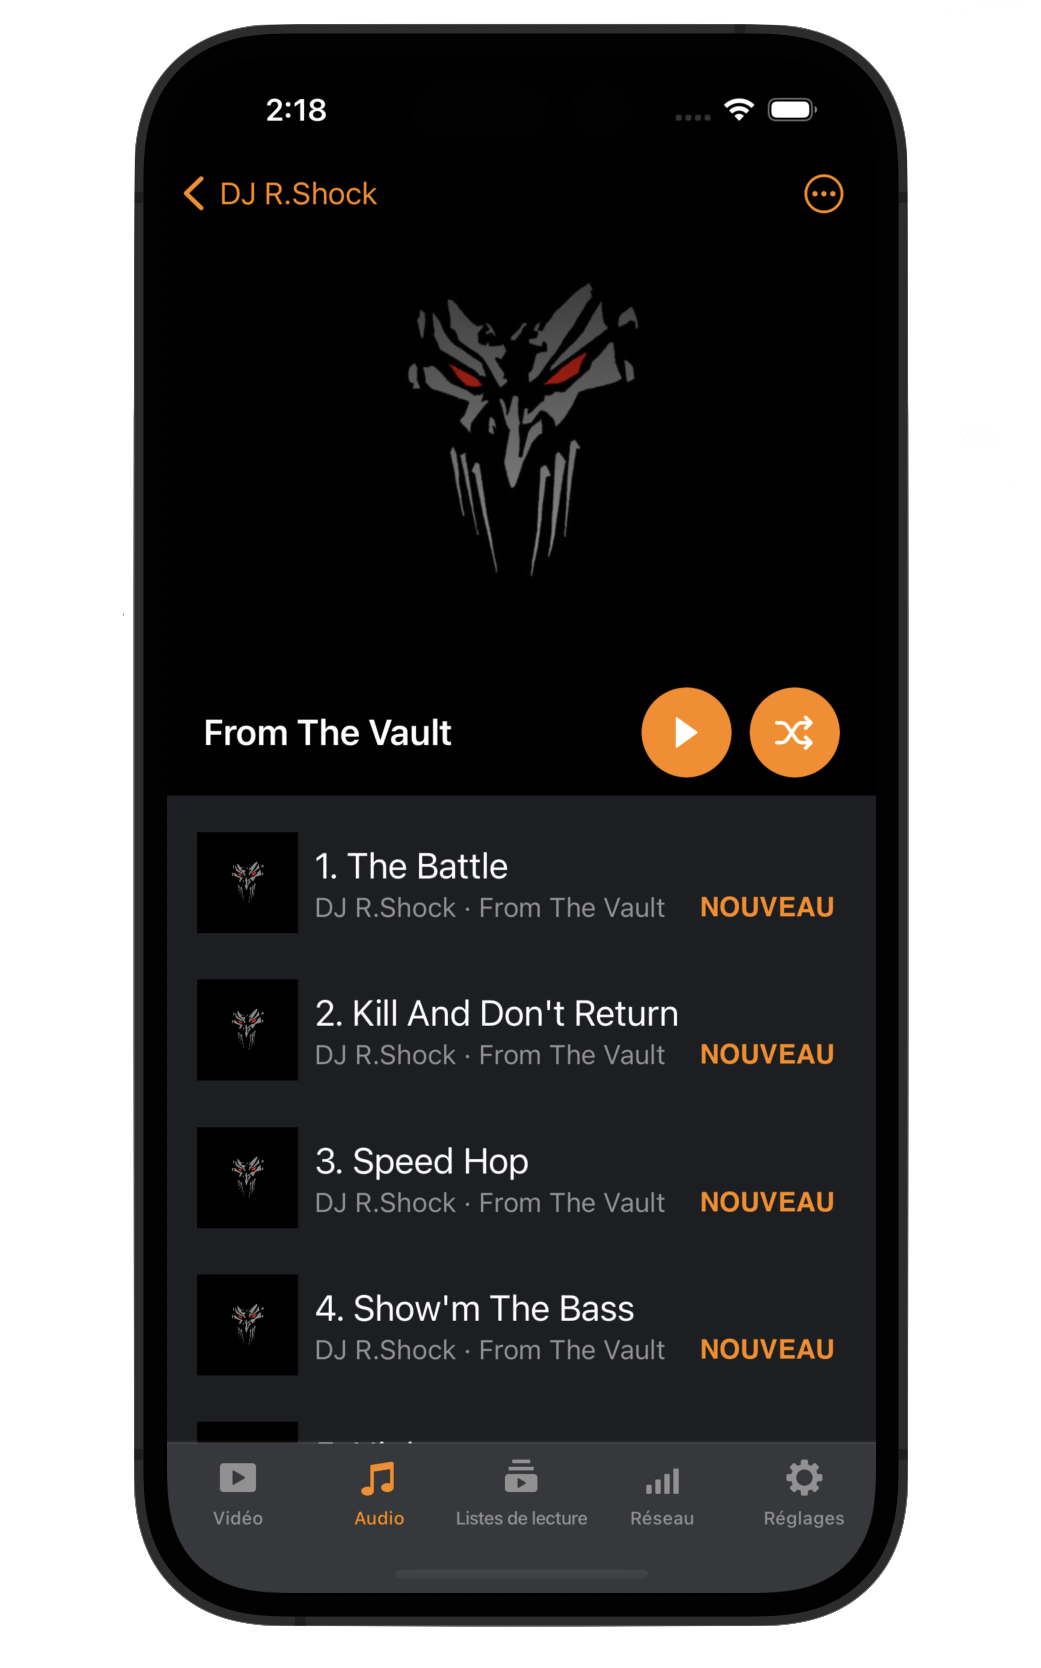 2:18
DJ R.Shock
From The Vault
1. The Battle
DJ R.Shock · From The Vault NOUVEAU
2. Kill And Don't Return
DJ R.Shock · From The Vault NOUVEAU
3. Speed Hop
DJ R.Shock · From The Vault NOUVEAU
4. Show'm The Bass
DJ R.Shock · From The Vault NOUVEAU
Vidéo Audio Listes de lecture Réseau Réglages